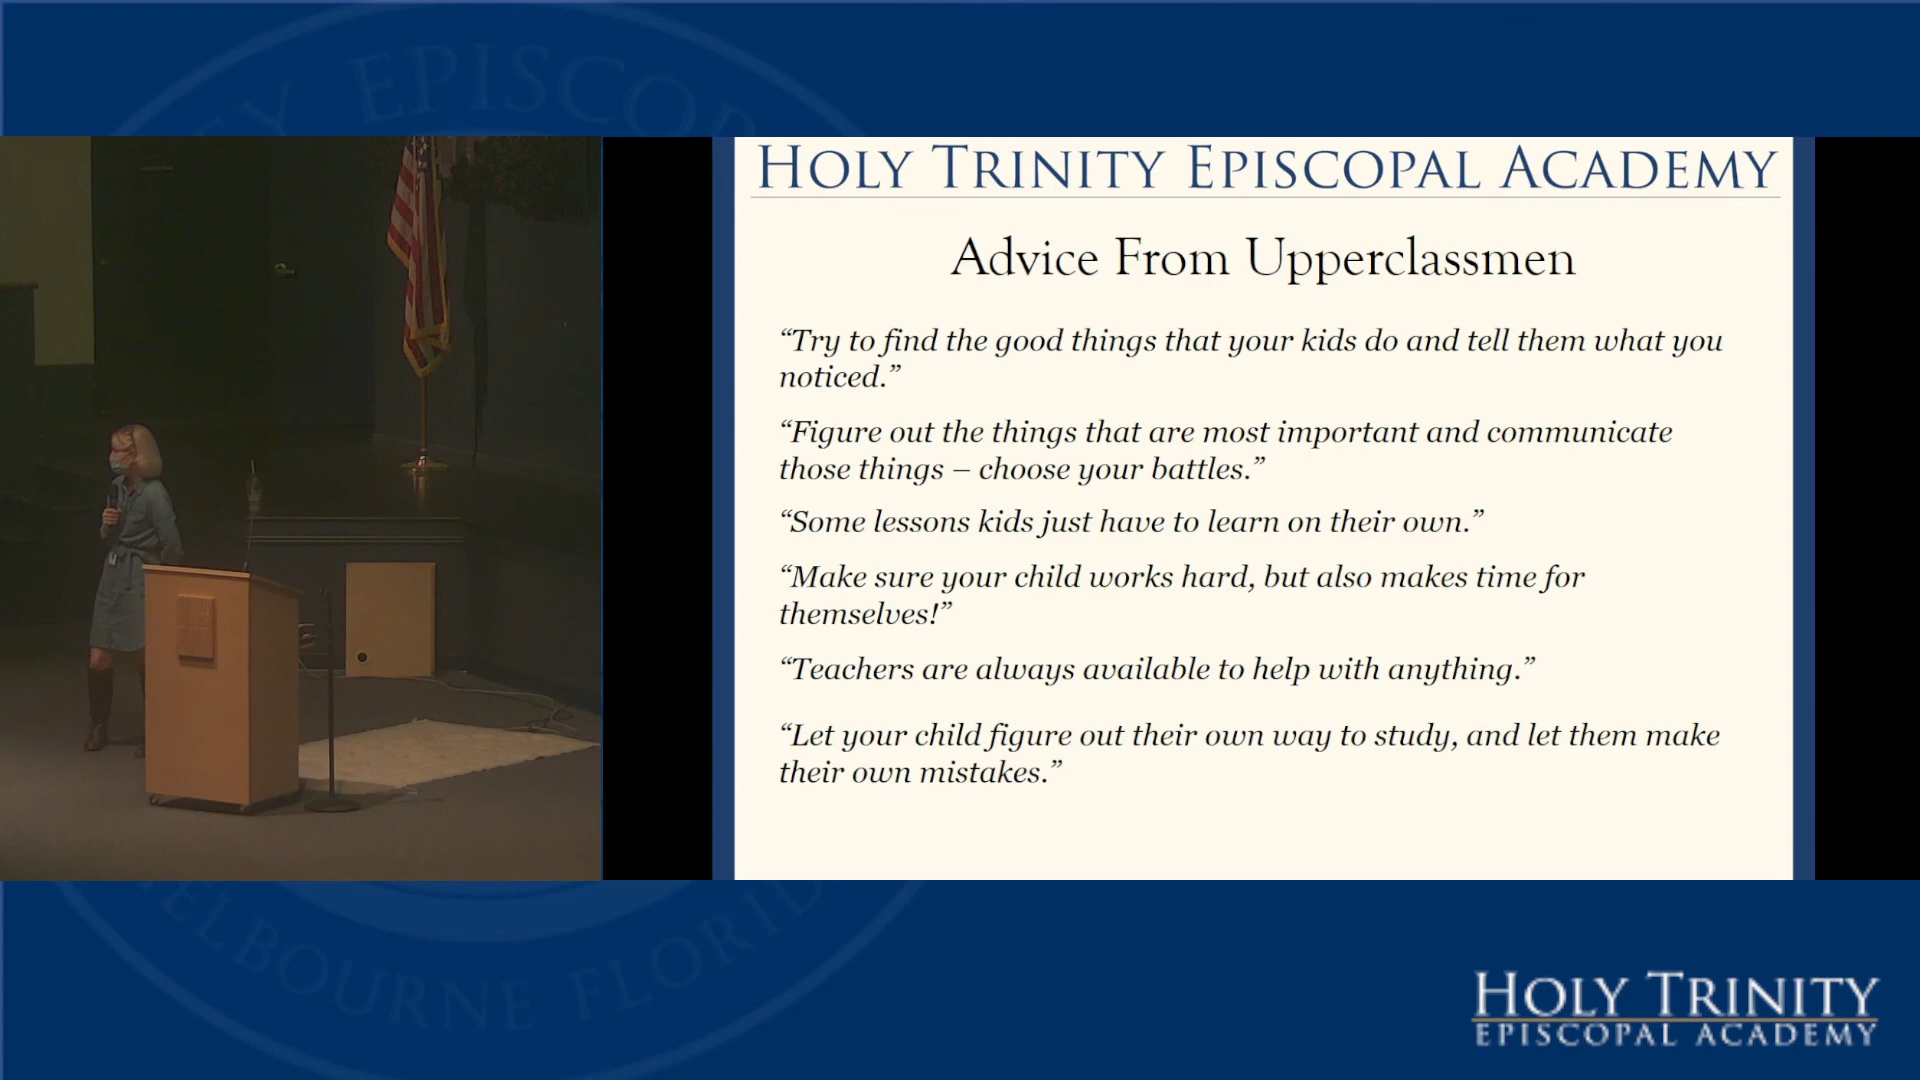 HOLY TRINITY EPISCOPAL ACADEMY
Advice From Upperclassmen
“Try to find the good things that your kids do and tell them what you
noticed.”
“Figure out the things that are most important and communicate
those things – choose your battles.”
“Some lessons kids just have to learn on their own.”
“Make sure your child works hard, but also makes time for
themselves!”
“Teachers are always available to help with anything.”
“Let your child figure out their own way to study, and let them make
their own mistakes.”
MELBOURNE FLORIDA
HOLY TRINITY
EPISCOPAL ACADEMY